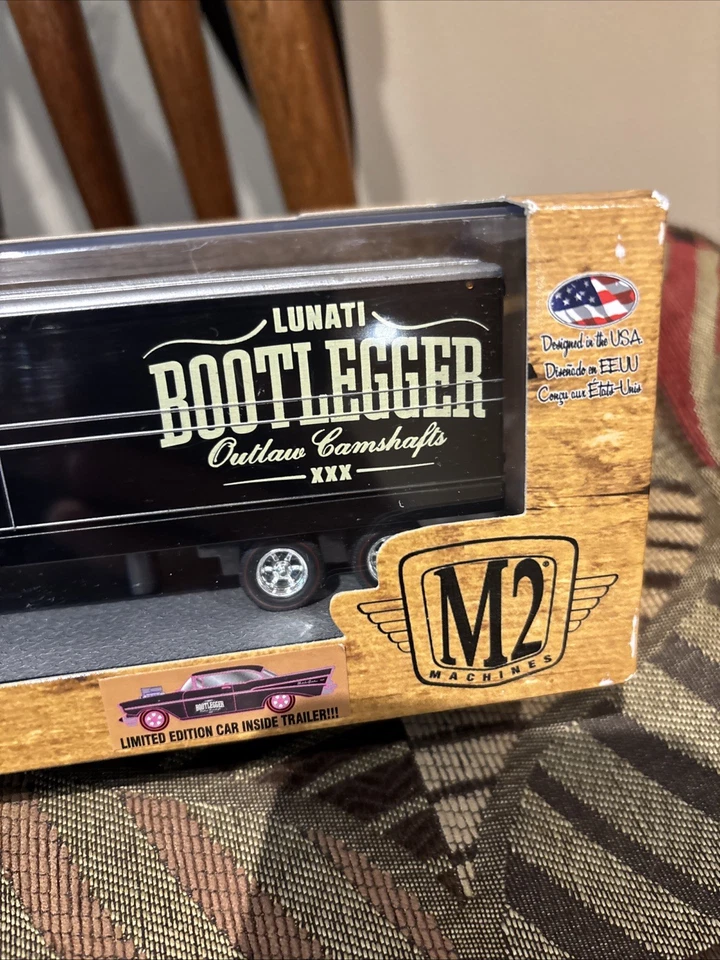 LUNATI
BOOTLEGGER
Outlaw Camshafts
XXX
Designed in the USA.
Diseñado en EEUU
Conçu aux États-Unis
M2
MACHINES
BOOTLEGGER
LIMITED EDITION CAR INSIDE TRAILER!!!